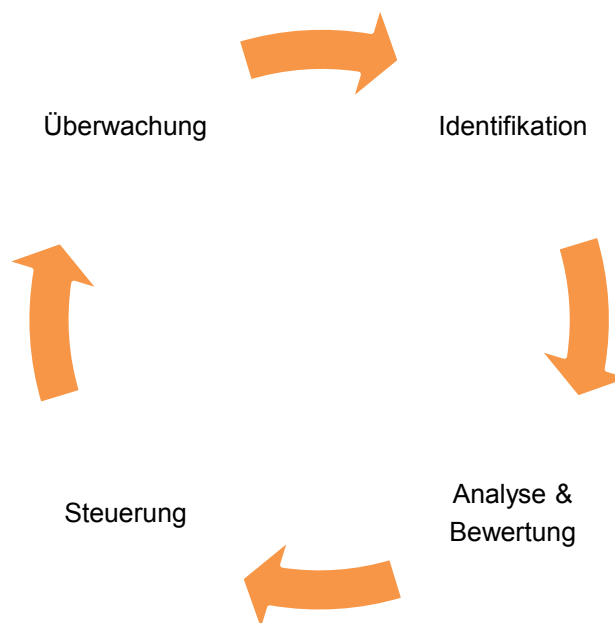 Überwachung
Identifikation
Steuerung
Analyse &
Bewertung